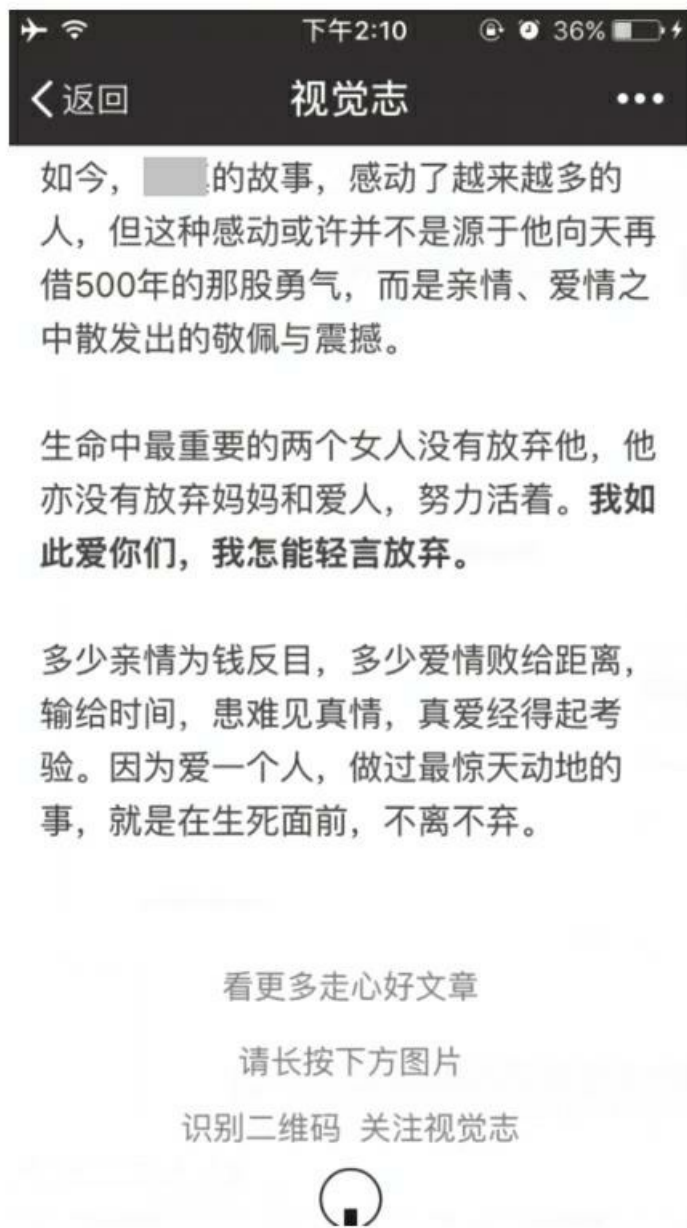 下午2:10 36%
返回 视觉志
如今，的故事，感动了越来越多的
人，但这种感动或许并不是源于他向天再
借500年的那股勇气，而是亲情、爱情之
中散发出的敬佩与震撼。
生命中最重要的两个女人没有放弃他，他
亦没有放弃妈妈和爱人，努力活着。我如
此爱你们，我怎能轻言放弃。
多少亲情为钱反目，多少爱情败给距离，
输给时间，患难见真情，真爱经得起考
验。因为爱一个人，做过最惊天动地的
事，就是在生死面前，不离不弃。
看更多走心好文章
请长按下方图片
识别二维码 关注视觉志